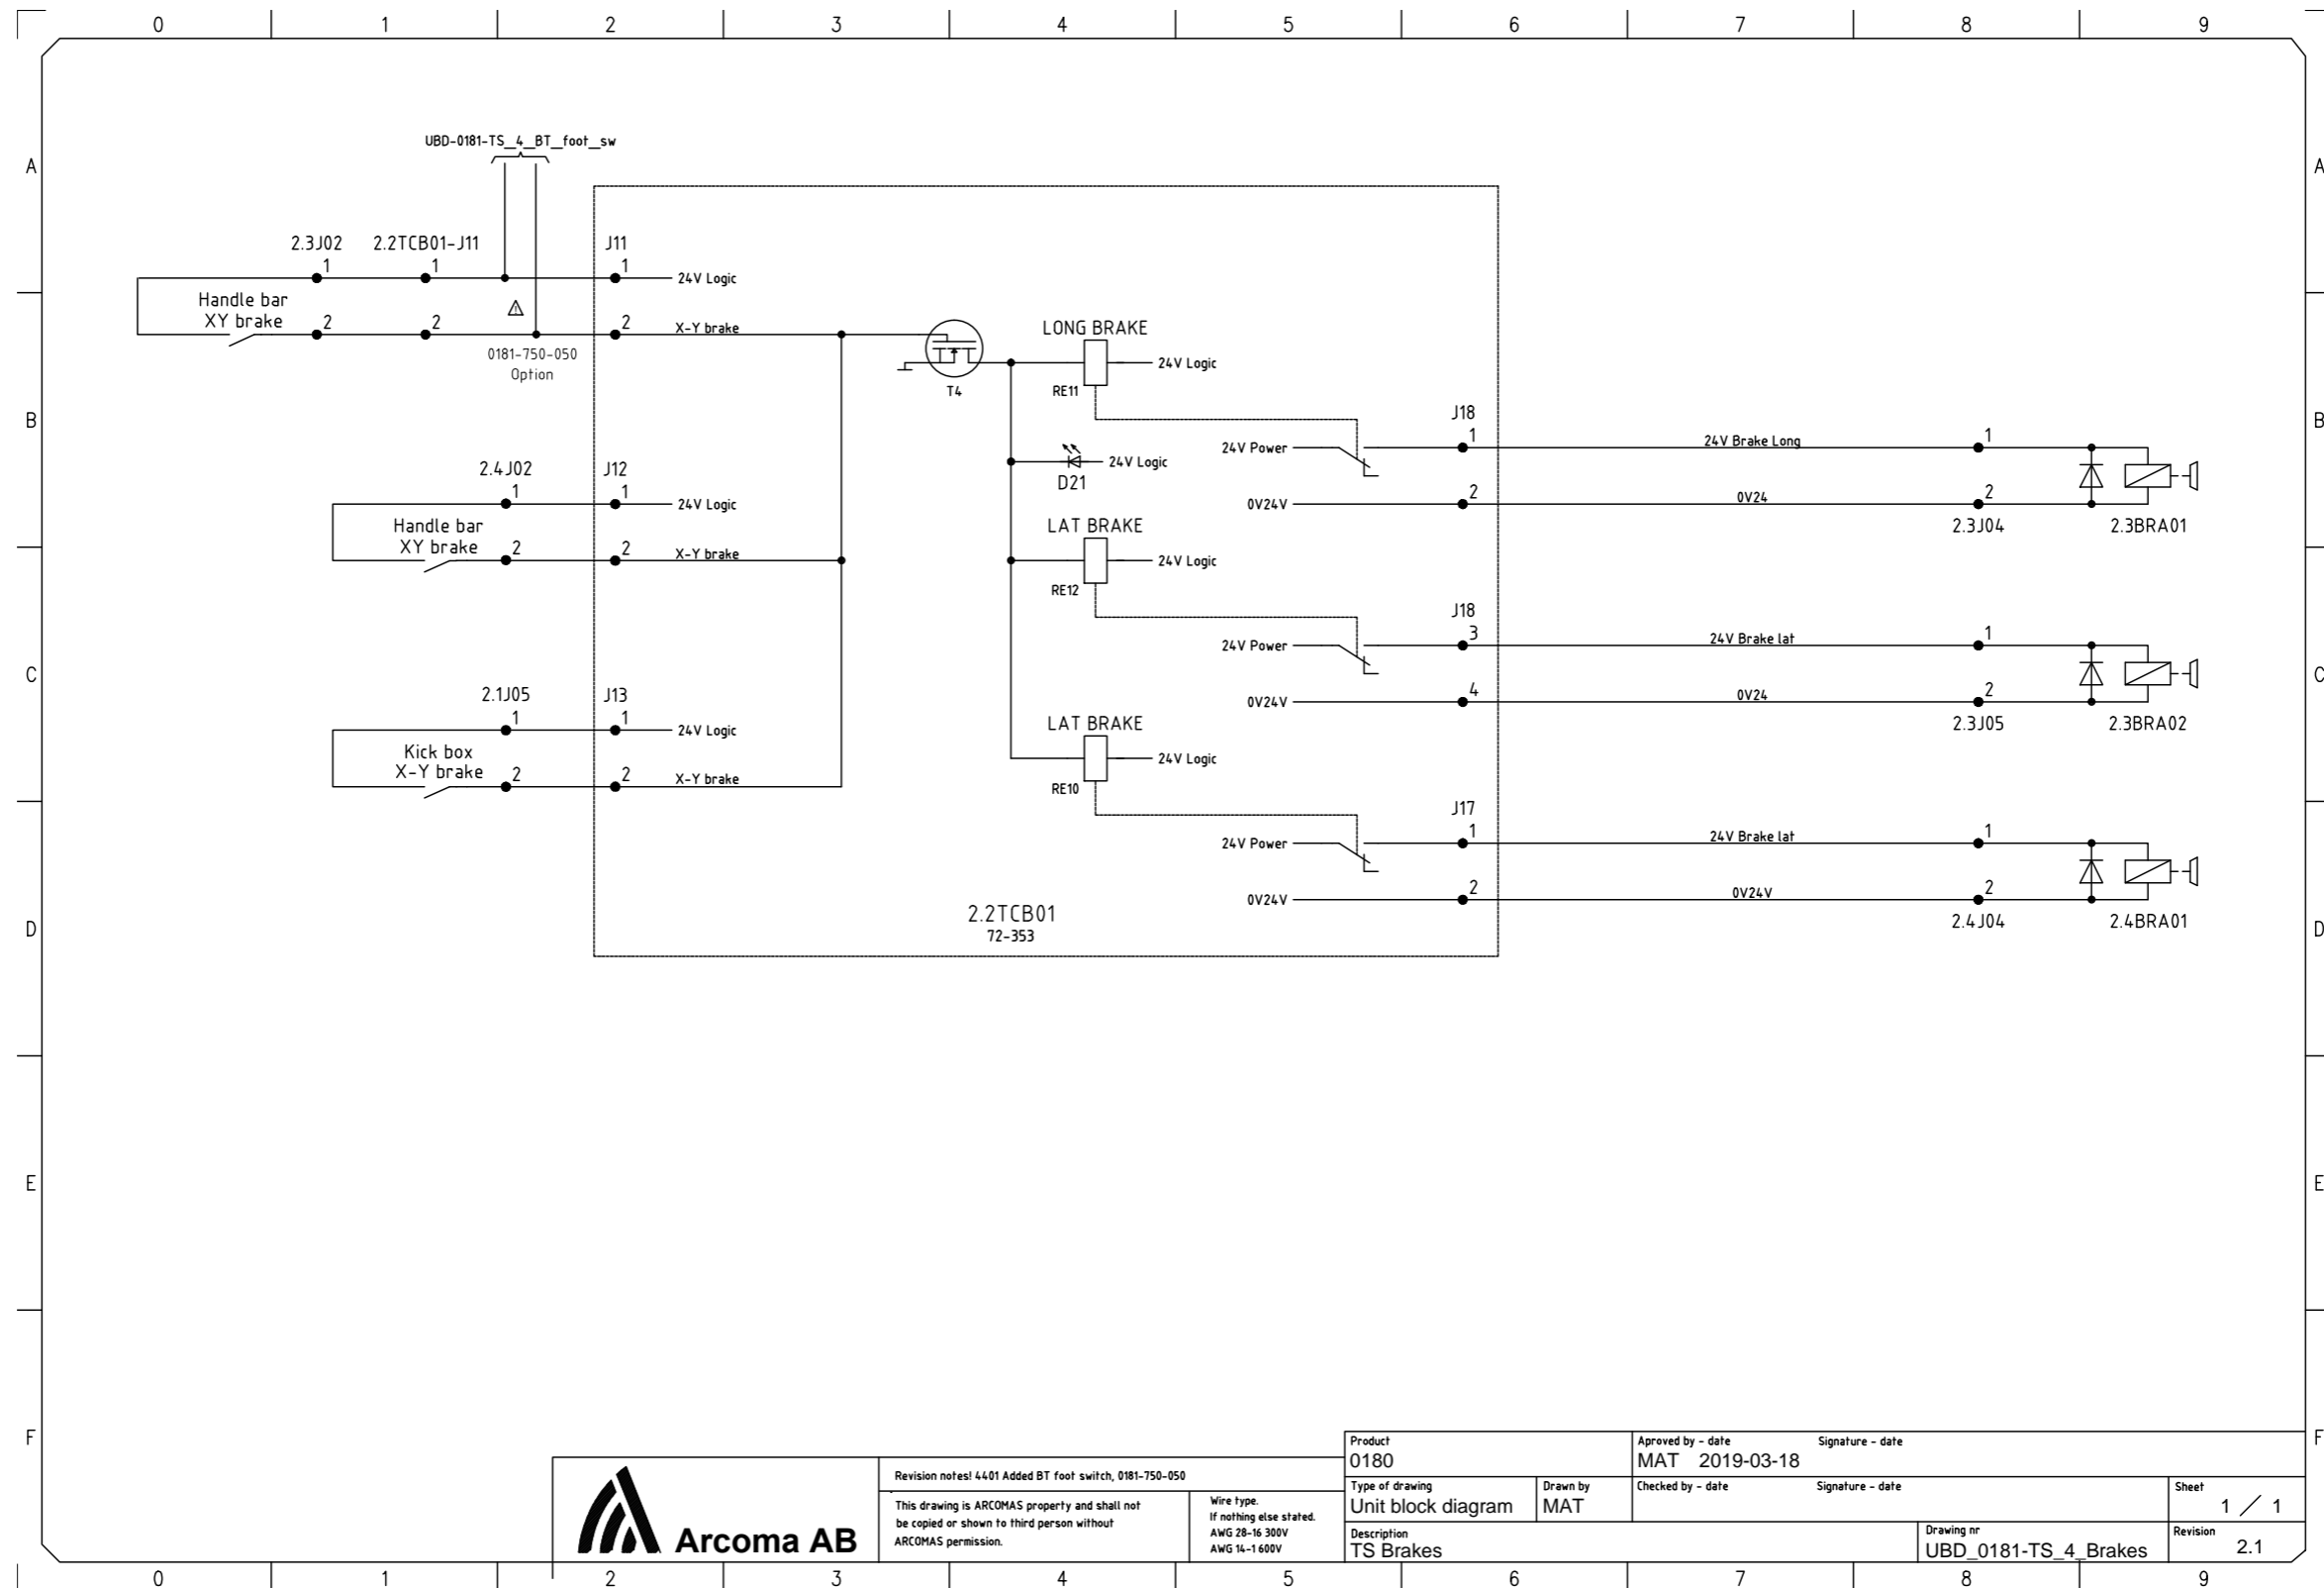 0 1 2 3 4 5 6 7 8 9
A A
UBD-0181-TS_4_BT_foot_sw
2.3J02 2.2TCB01-J11 J11
1 1 1 24V Logic
Handle bar
XY brake
2 2 2 X-Y brake
0181-750-050
Option
T4
LONG BRAKE
24V Logic
RE11
B B
J18
24V Power 1 24V Brake Long 1
D21 24V Logic
0V24V 2 0V24 2
2.3J04 2.3BRA01
2.4J02 J12
1 1 24V Logic
Handle bar
XY brake
2 2 X-Y brake
LAT BRAKE
24V Logic
RE12
J18
24V Power 3 24V Brake lat 1
C C
0V24V 4 0V24 2
2.3J05 2.3BRA02
2.1J05 J13
1 1 24V Logic
Kick box
X-Y brake
2 2 X-Y brake
LAT BRAKE
24V Logic
RE10
J17
24V Power 1 24V Brake lat 1
0V24V 2 0V24V 2
2.4J04 2.4BRA01
2.2TCB01
72-353
D D
E E
F F
Arcoma AB
Revision notes! 4401 Added BT foot switch, 0181-750-050
This drawing is ARCOMAS property and shall not
be copied or shown to third person without
ARCOMAS permission.
Wire type.
If nothing else stated.
AWG 28-16 300V
AWG 14-1 600V
Product
0180
Aproved by - date Signature - date
MAT 2019-03-18
Type of drawing
Unit block diagram
Drawn by
MAT
Checked by - date Signature - date
Sheet
1 / 1
Description
TS Brakes
Drawing nr
UBD_0181-TS_4_Brakes
Revision
2.1
0 1 2 3 4 5 6 7 8 9